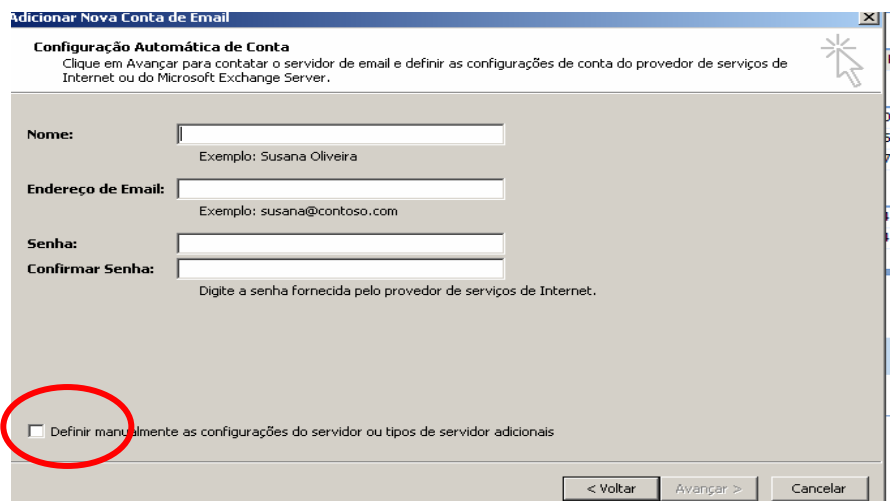 Adicionar Nova Conta de Email
Configuração Automática de Conta
Clique em Avançar para contatar o servidor de email e definir as configurações de conta do provedor de serviços de
Internet ou do Microsoft Exchange Server.
Nome:
Exemplo: Susana Oliveira
Endereço de Email:
Exemplo: susana@contoso.com
Senha:
Confirmar Senha:
Digite a senha fornecida pelo provedor de serviços de Internet.
Definir manualmente as configurações do servidor ou tipos de servidor adicionais
< Voltar
Avançar >
Cancelar